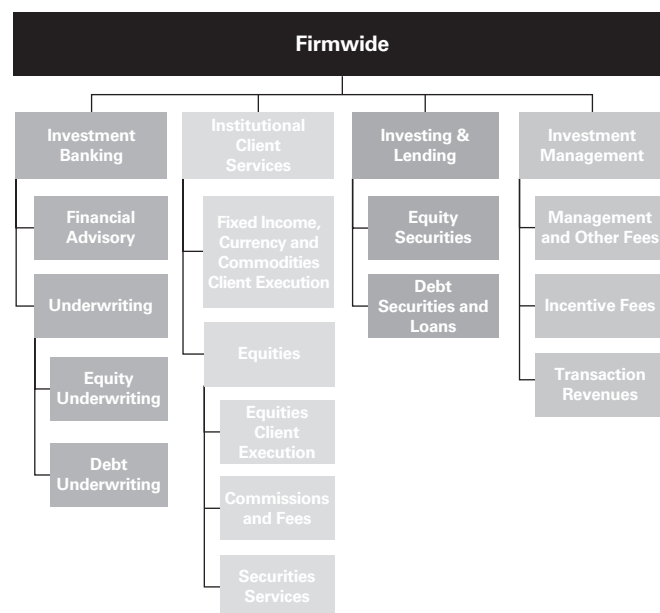 Firmwide
Investment
Banking
Financial
Advisory
Underwriting
Equity
Underwriting
Debt
Underwriting
Institutional
Client
Services
Fixed Income,
Currency and
Commodities
Client Execution
Equities
Equities
Client
Execution
Commissions
and Fees
Securities
Services
Investing &
Lending
Equity
Securities
Debt
Securities and
Loans
Investment
Management
Management
and Other Fees
Incentive Fees
Transaction
Revenues